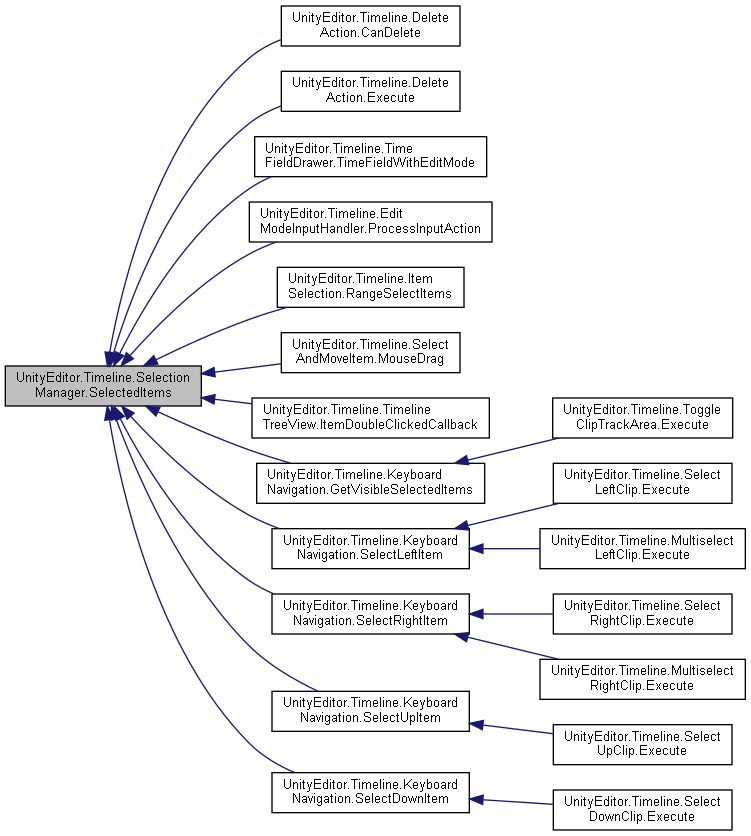 UnityEditor.Timeline.Delete
Action.CanDelete
UnityEditor.Timeline.Delete
Action.Execute
UnityEditor.Timeline.Time
FieldDrawer.TimeFieldWithEditMode
UnityEditor.Timeline.Edit
ModeInputHandler.ProcessInputAction
UnityEditor.Timeline.Item
Selection.RangeSelectItems
UnityEditor.Timeline.Select
AndMoveItem.MouseDrag
UnityEditor.Timeline.Selection
Manager.SelectedItems
UnityEditor.Timeline.Timeline
TreeView.ItemDoubleClickedCallback
UnityEditor.Timeline.Keyboard
Navigation.GetVisibleSelectedItems
UnityEditor.Timeline.Toggle
ClipTrackArea.Execute
UnityEditor.Timeline.Keyboard
Navigation.SelectLeftItem
UnityEditor.Timeline.Select
LeftClip.Execute
UnityEditor.Timeline.Multiselect
LeftClip.Execute
UnityEditor.Timeline.Keyboard
Navigation.SelectRightItem
UnityEditor.Timeline.Select
RightClip.Execute
UnityEditor.Timeline.Multiselect
RightClip.Execute
UnityEditor.Timeline.Keyboard
Navigation.SelectUpItem
UnityEditor.Timeline.Select
UpClip.Execute
UnityEditor.Timeline.Keyboard
Navigation.SelectDownItem
UnityEditor.Timeline.Select
DownClip.Execute